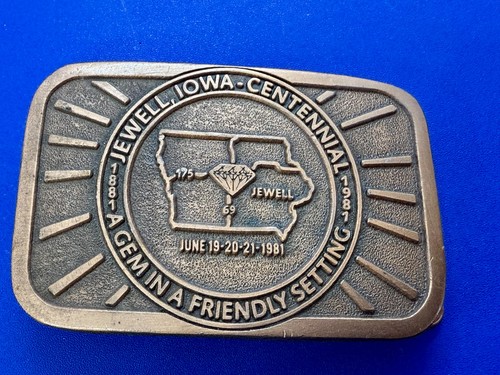 JEWELL, IOWA - CENTENNIAL
1881
1981
175
JEWELL
69
JUNE 19-20-21-1981
A GEM IN A FRIENDLY SETTING